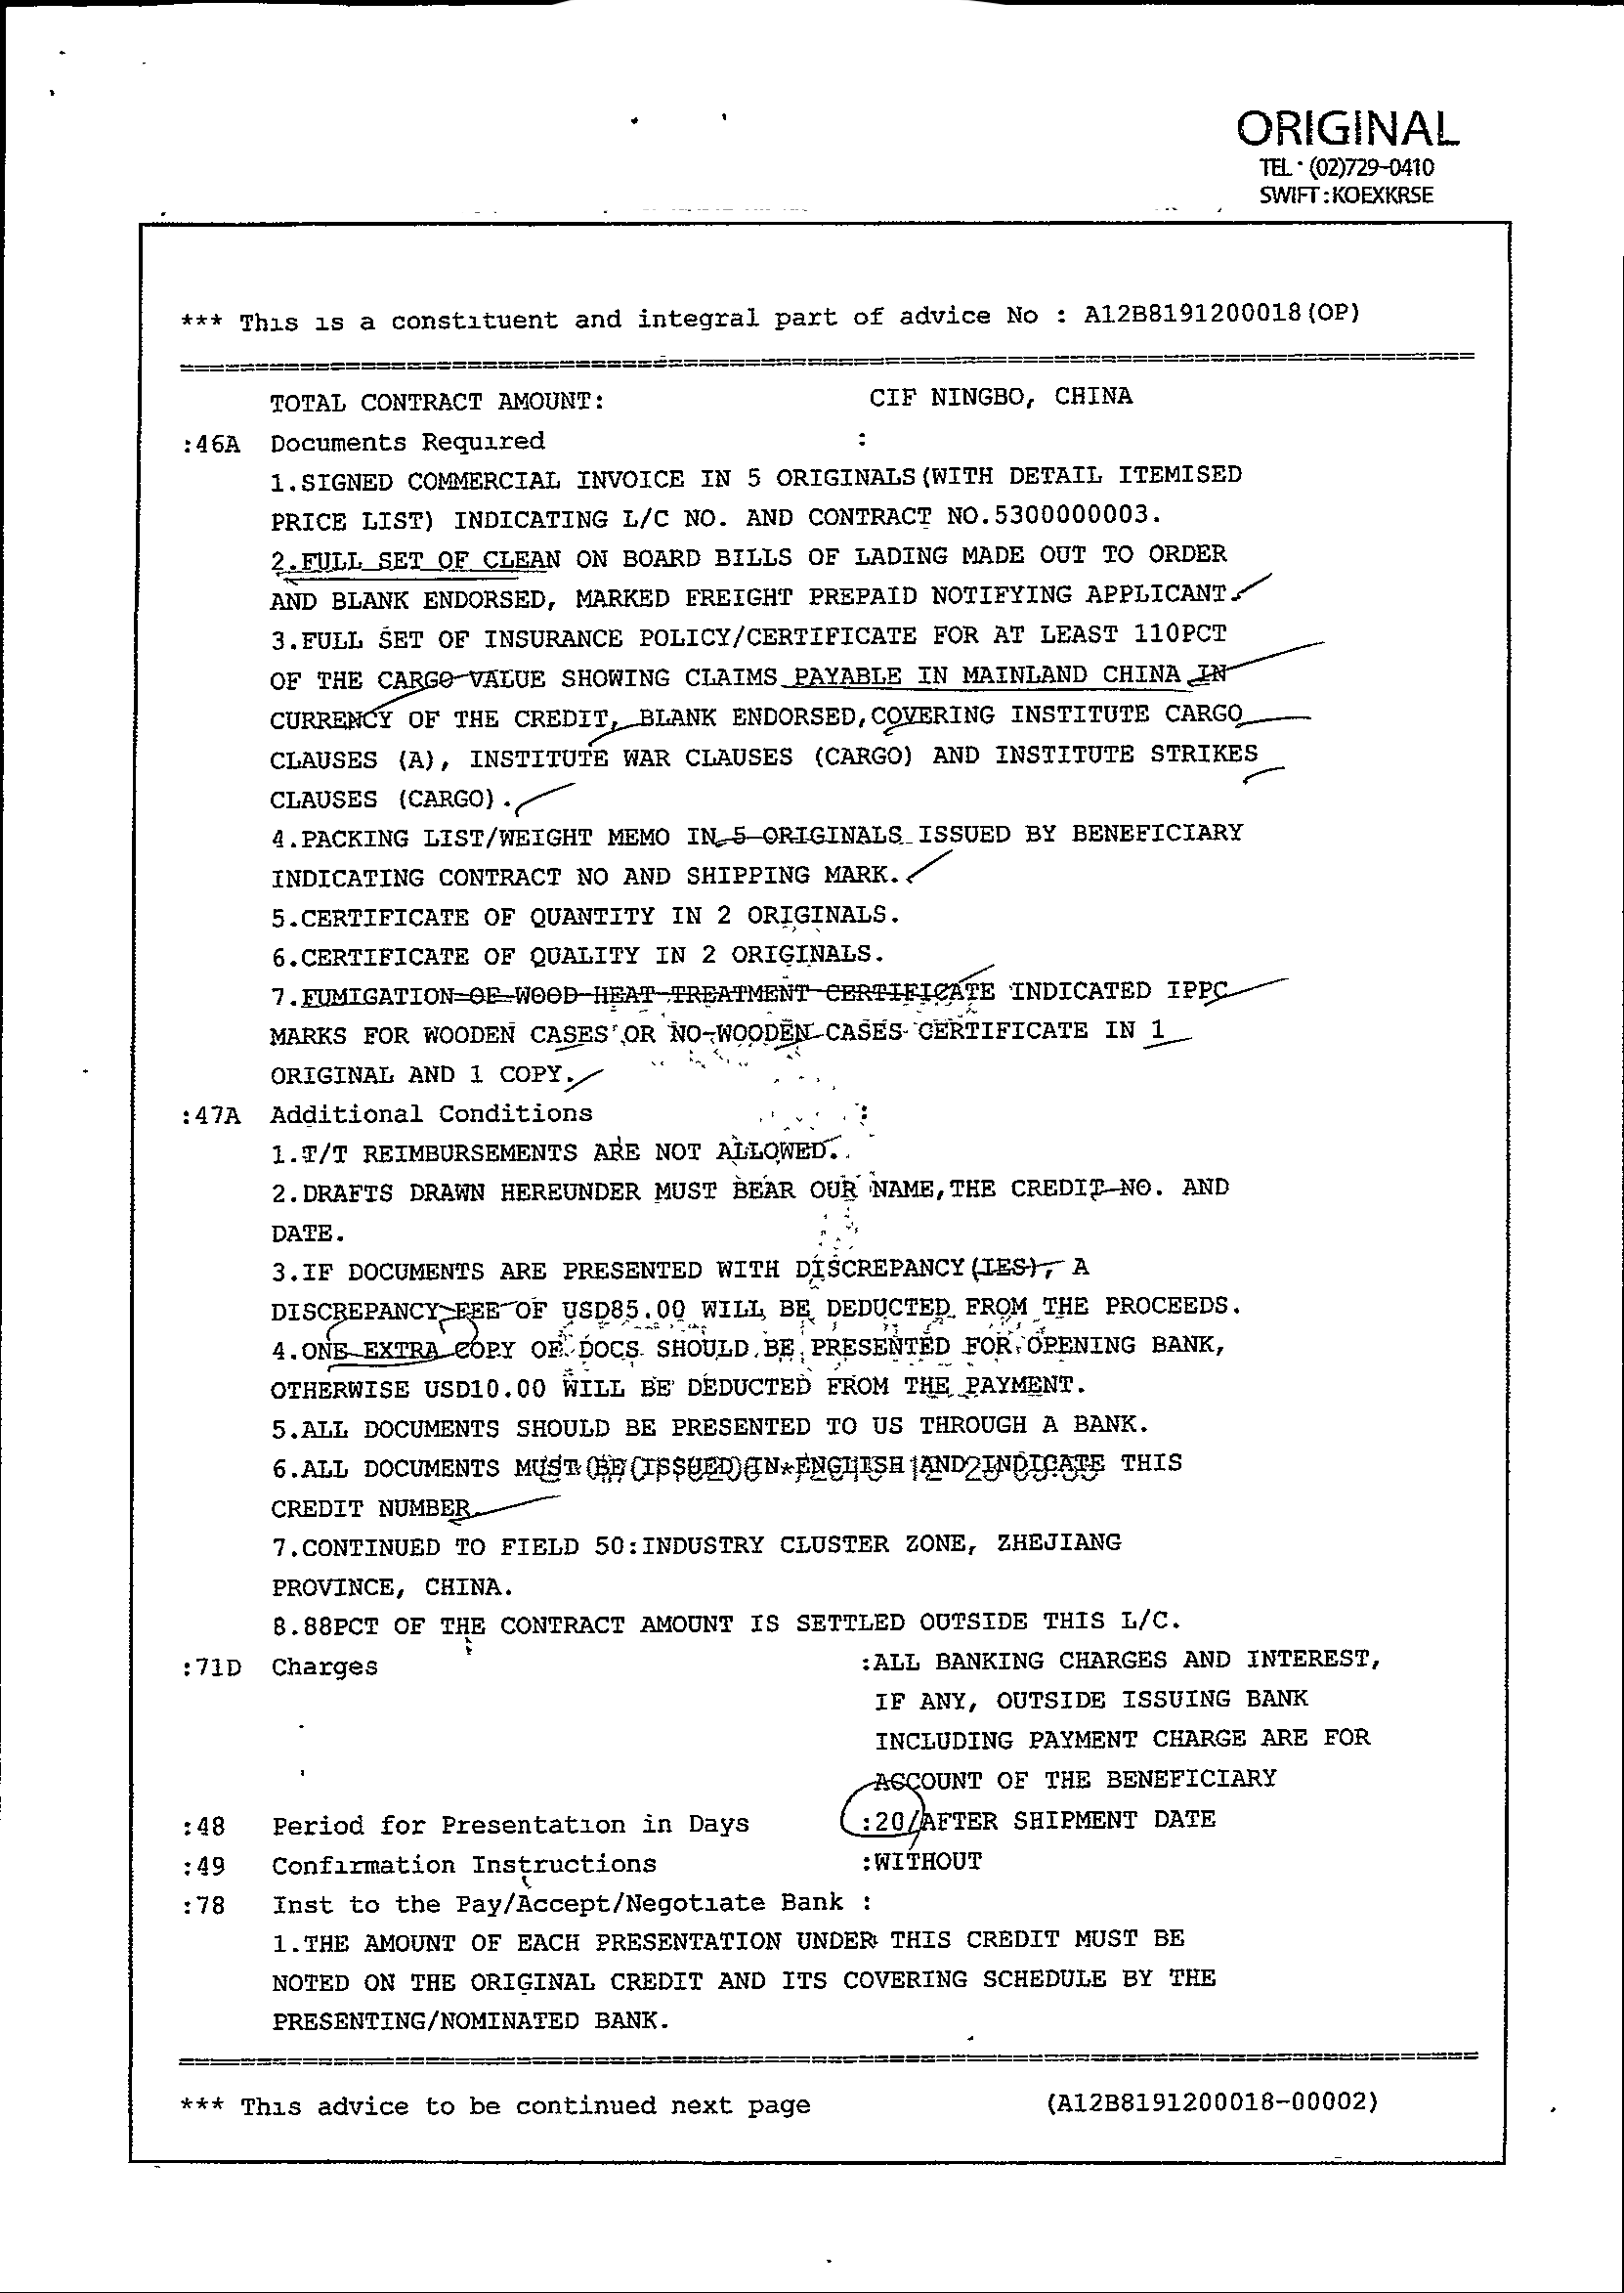 ORIGINAL
TEL : (02)729-0410
SWIFT : KOEXKRSE
*** This is a constituent and integral part of advice No : A12B8191200018(OP)
================================================================================
TOTAL CONTRACT AMOUNT: CIF NINGBO, CHINA
:46A Documents Required :
1.SIGNED COMMERCIAL INVOICE IN 5 ORIGINALS(WITH DETAIL ITEMISED
PRICE LIST) INDICATING L/C NO. AND CONTRACT NO.5300000003.
2.FULL SET OF CLEAN ON BOARD BILLS OF LADING MADE OUT TO ORDER
AND BLANK ENDORSED, MARKED FREIGHT PREPAID NOTIFYING APPLICANT.
3.FULL SET OF INSURANCE POLICY/CERTIFICATE FOR AT LEAST 110PCT
OF THE CARGO VALUE SHOWING CLAIMS PAYABLE IN MAINLAND CHINA IN
CURRENCY OF THE CREDIT, BLANK ENDORSED,COVERING INSTITUTE CARGO
CLAUSES (A), INSTITUTE WAR CLAUSES (CARGO) AND INSTITUTE STRIKES
CLAUSES (CARGO).
4.PACKING LIST/WEIGHT MEMO IN 5 ORIGINALS ISSUED BY BENEFICIARY
INDICATING CONTRACT NO AND SHIPPING MARK.
5.CERTIFICATE OF QUANTITY IN 2 ORIGINALS.
6.CERTIFICATE OF QUALITY IN 2 ORIGINALS.
7.FUMIGATION OF WOOD HEAT TREATMENT CERTIFICATE INDICATED IPPC
MARKS FOR WOODEN CASES OR NO-WOODEN CASES CERTIFICATE IN 1
ORIGINAL AND 1 COPY.
:47A Additional Conditions :
1.T/T REIMBURSEMENTS ARE NOT ALLOWED.
2.DRAFTS DRAWN HEREUNDER MUST BEAR OUR NAME,THE CREDIT NO. AND
DATE.
3.IF DOCUMENTS ARE PRESENTED WITH DISCREPANCY(IES), A
DISCREPANCY FEE OF USD85.00 WILL BE DEDUCTED FROM THE PROCEEDS.
4.ONE EXTRA COPY OF DOCS SHOULD BE PRESENTED FOR OPENING BANK,
OTHERWISE USD10.00 WILL BE DEDUCTED FROM THE PAYMENT.
5.ALL DOCUMENTS SHOULD BE PRESENTED TO US THROUGH A BANK.
6.ALL DOCUMENTS MUST BE ISSUED IN ENGLISH AND INDICATE THIS
CREDIT NUMBER.
7.CONTINUED TO FIELD 50:INDUSTRY CLUSTER ZONE, ZHEJIANG
PROVINCE, CHINA.
8.88PCT OF THE CONTRACT AMOUNT IS SETTLED OUTSIDE THIS L/C.
:71D Charges :ALL BANKING CHARGES AND INTEREST,
IF ANY, OUTSIDE ISSUING BANK
INCLUDING PAYMENT CHARGE ARE FOR
ACCOUNT OF THE BENEFICIARY
:48 Period for Presentation in Days :20/AFTER SHIPMENT DATE
:49 Confirmation Instructions :WITHOUT
:78 Inst to the Pay/Accept/Negotiate Bank :
1.THE AMOUNT OF EACH PRESENTATION UNDER THIS CREDIT MUST BE
NOTED ON THE ORIGINAL CREDIT AND ITS COVERING SCHEDULE BY THE
PRESENTING/NOMINATED BANK.
================================================================================
*** This advice to be continued next page (A12B8191200018-00002)